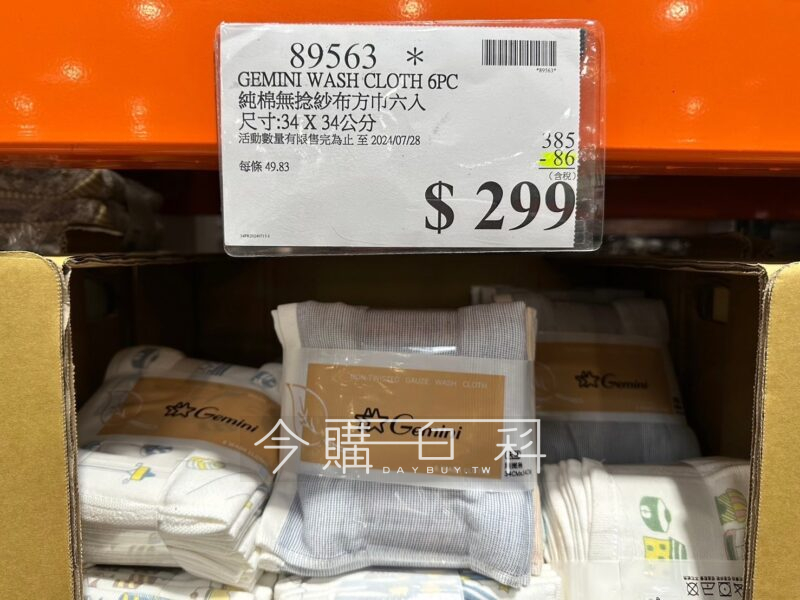 89563 *
*89563*
GEMINI WASH CLOTH 6PC
純棉無捻紗布方巾六入
尺寸:34 X 34公分
活動數量有限售完為止 至 2024/07/28
385
- 86
(含稅)
每條 49.83
$ 299
NON-TWISTED GAUZE WASH CLOTH
Gemini
Gemini
Gemini
今購百科
DAYBUY.TW